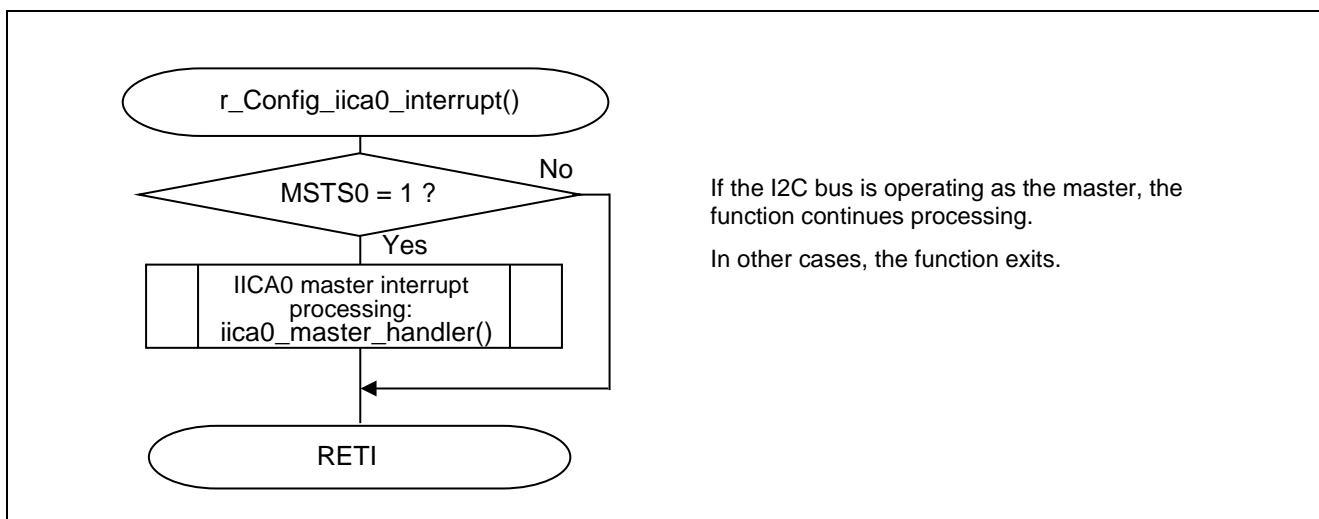 r_Config_iica0_interrupt()
No
MSTS0 = 1 ?
Yes
IICA0 master interrupt
processing:
iica0_master_handler()
RETI
If the I2C bus is operating as the master, the
function continues processing.
In other cases, the function exits.